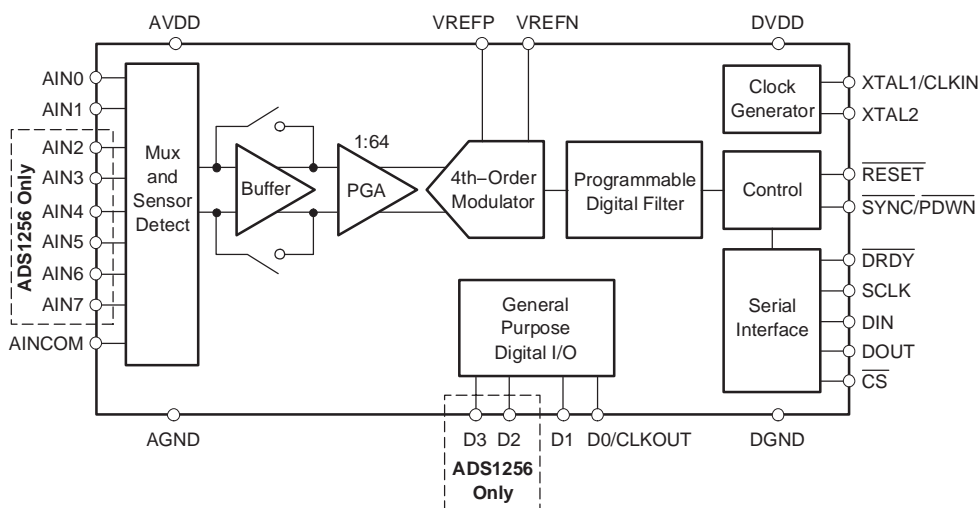 AVDD
VREFP
VREFN
DVDD
AIN0
AIN1
AIN2
AIN3
AIN4
AIN5
AIN6
AIN7
AINCOM
ADS1256 Only
Mux
and
Sensor
Detect
Buffer
1:64
PGA
4th–Order
Modulator
Programmable
Digital Filter
Clock
Generator
XTAL1/CLKIN
XTAL2
Control
RESET
SYNC/PDWN
Serial
Interface
DRDY
SCLK
DIN
DOUT
CS
General
Purpose
Digital I/O
AGND
D3
D2
D1
D0/CLKOUT
DGND
ADS1256
Only